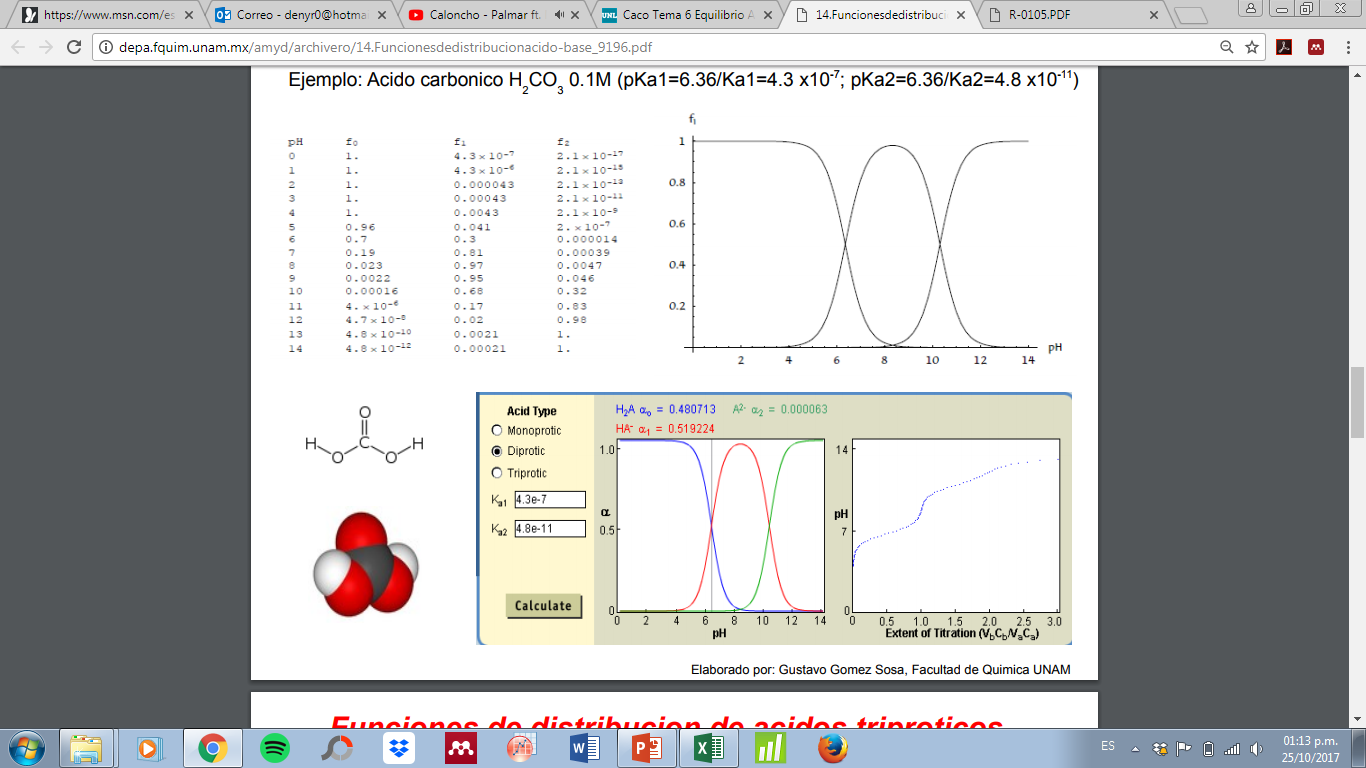 https://www.msn.com/es
Correo - denyr0@hotma
Caloncho - Palmar ft.
UNL Caco Tema 6 Equilibrio A
14.Funcionesdedistribuci
R-0105.PDF
depa.fquim.unam.mx/amyd/archivero/14.Funcionesdedistribucionacido-base_9196.pdf
Ejemplo: Acido carbonico H₂CO₃ 0.1M (pKa1=6.36/Ka1=4.3 x10⁻⁷; pKa2=6.36/Ka2=4.8 x10⁻¹¹)
pH f₀ f₁ f₂
0 1. 4.3×10⁻⁷ 2.1×10⁻¹⁷
1 1. 4.3×10⁻⁶ 2.1×10⁻¹⁵
2 1. 0.000043 2.1×10⁻¹³
3 1. 0.00043 2.1×10⁻¹¹
4 1. 0.0043 2.1×10⁻⁹
5 0.96 0.041 2.×10⁻⁷
6 0.7 0.3 0.000014
7 0.19 0.81 0.00039
8 0.023 0.97 0.0047
9 0.0022 0.95 0.046
10 0.00016 0.68 0.32
11 4.×10⁻⁶ 0.17 0.83
12 4.7×10⁻⁸ 0.02 0.98
13 4.8×10⁻¹⁰ 0.0021 1.
14 4.8×10⁻¹² 0.00021 1.
f₁
1
0.8
0.6
0.4
0.2
2 4 6 8 10 12 14 pH
O
H O C O H
Acid Type
Monoprotic
Diprotic
Triprotic
Ka1 4.3e-7
Ka2 4.8e-11
Calculate
H₂A α₀ = 0.480713 A²⁻ α₂ = 0.000063
HA⁻ α₁ = 0.519224
1.0
α
0.5
0
0 2 4 6 8 10 12 14
pH
14
pH
7
0
0 0.5 1.0 1.5 2.0 2.5 3.0
Extent of Titration (VbCb/VaCa)
Elaborado por: Gustavo Gomez Sosa, Facultad de Quimica UNAM
Funciones de distribucion de acidos triproticos
ES
01:13 p.m.
25/10/2017